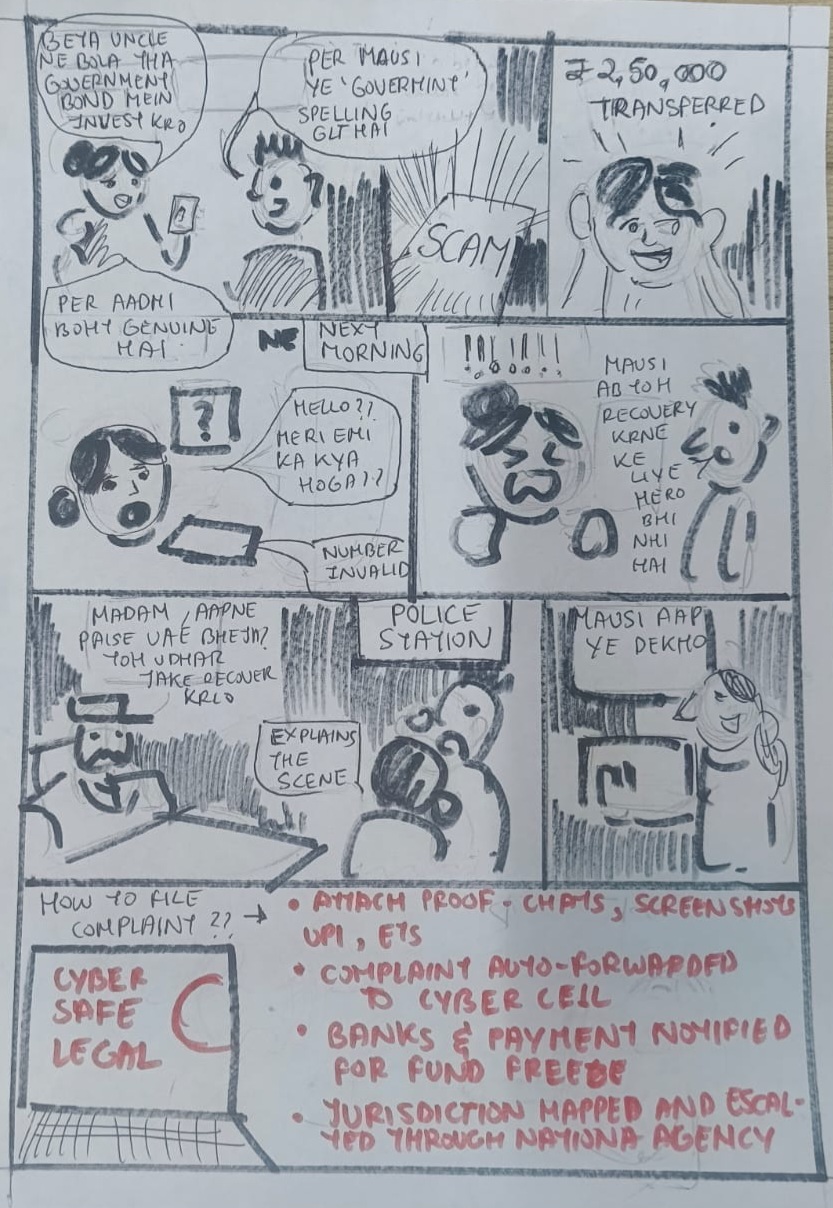 BETA UNCLE
NE BOLA THA
GOVERNMENT
BOND MEIN
INVEST KRO
PER MAUSI
YE 'GOVERMINT'
SPELLING
GLT HAI
SCAM
₹ 2,50,000
TRANSFERRED
PER AADMI
BOHT GENUINE
HAI
NE
NEXT
MORNING
?
HELLO??
MERI EMI
KA KYA
HOGA??
NUMBER
INVALID
!!!!!!!
MAUSI
AB TOH
RECOVERY
KRNE
KE
LIYE
HERO
BHI
NHI
HAI
MADAM, AAPNE
PAISE UAE BHEJA?
TOH UDHAR
JAKE RECOVER
KRLO
POLICE
STATION
EXPLAINS
THE
SCENE
MAUSI AAP
YE DEKHO
HOW TO FILE
COMPLAINT ?? →
CYBER
SAFE
LEGAL
• ATTACH PROOF - CHATS, SCREENSHOTS
UPI, ETS
• COMPLAINT AUTO-FORWARDED
TO CYBER CELL
• BANKS & PAYMENT NOTIFIED
FOR FUND FREEZE
• JURISDICTION MAPPED AND ESCAL-
TED THROUGH NATIONA AGENCY